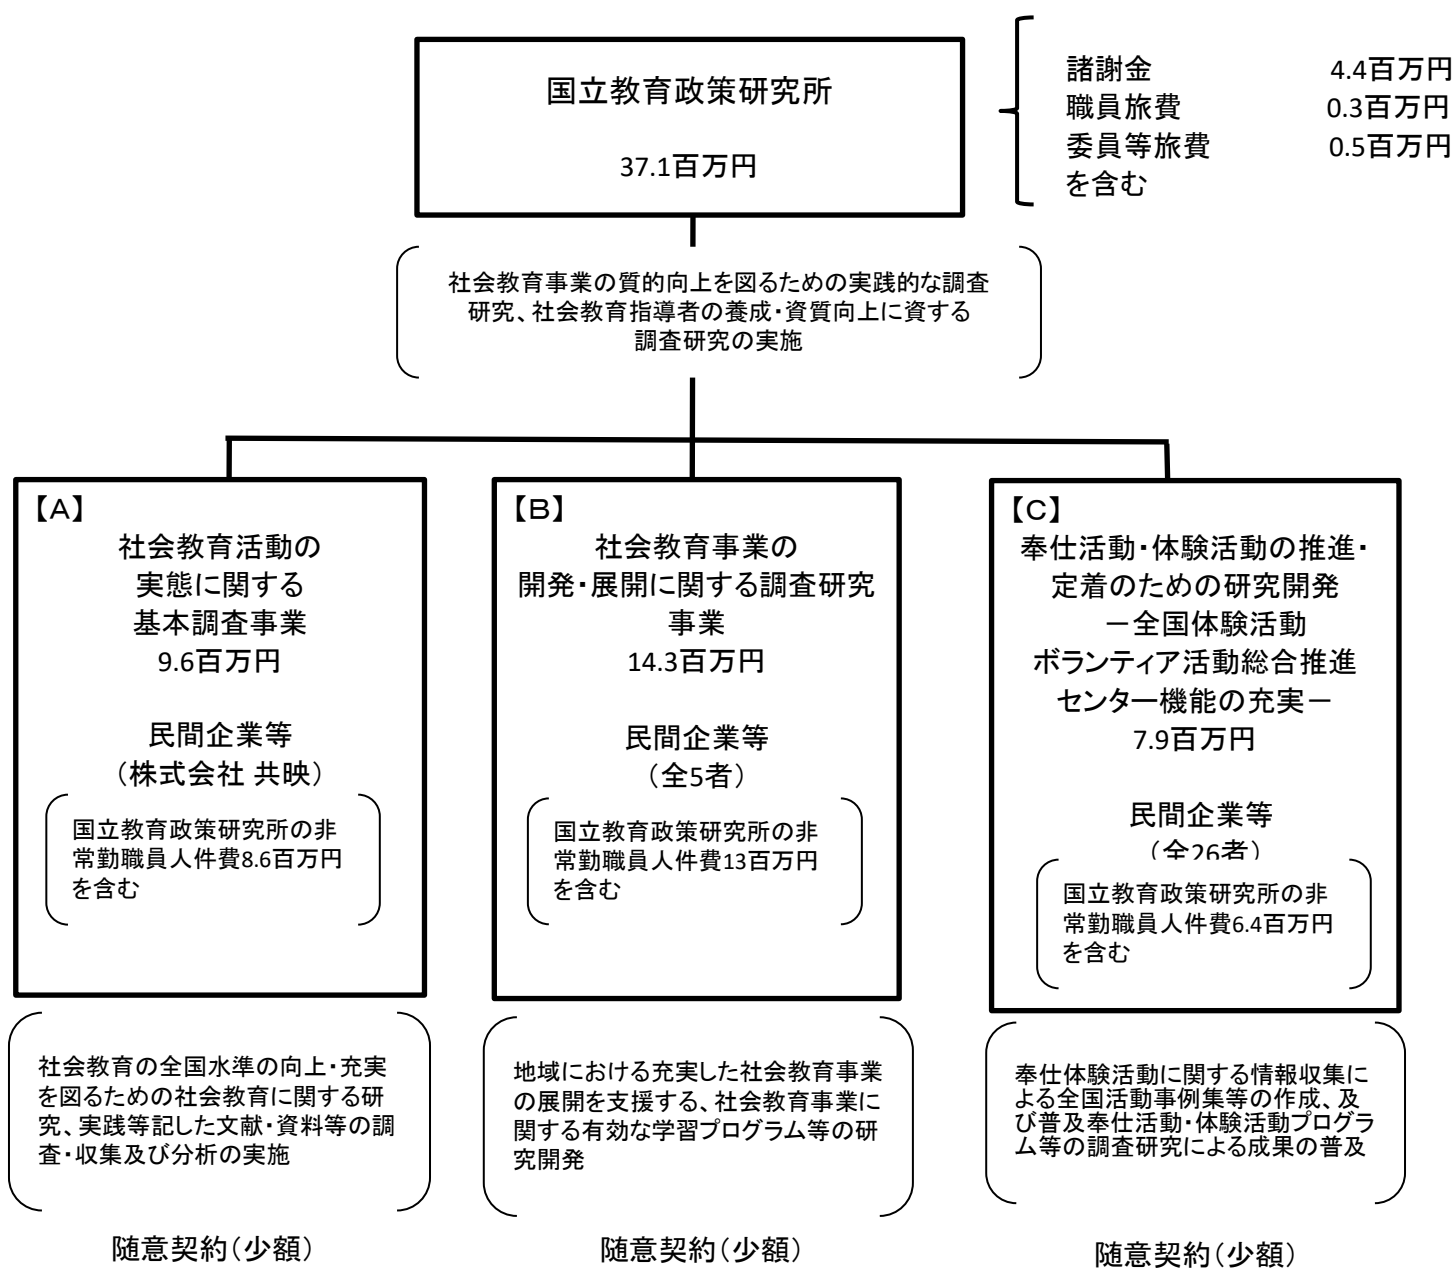 国立教育政策研究所
37.1百万円
諸謝金 4.4百万円
職員旅費 0.3百万円
委員等旅費 0.5百万円
を含む
社会教育事業の質的向上を図るための実践的な調査
研究、社会教育指導者の養成・資質向上に資する
調査研究の実施
【A】
社会教育活動の
実態に関する
基本調査事業
9.6百万円
民間企業等
(株式会社 共映)
国立教育政策研究所の非
常勤職員人件費8.6百万円
を含む
社会教育の全国水準の向上・充実
を図るための社会教育に関する研
究、実践等記した文献・資料等の調
査・収集及び分析の実施
随意契約(少額)
【B】
社会教育事業の
開発・展開に関する調査研究
事業
14.3百万円
民間企業等
(全5者)
国立教育政策研究所の非
常勤職員人件費13百万円
を含む
地域における充実した社会教育事業
の展開を支援する、社会教育事業に
関する有効な学習プログラム等の研
究開発
随意契約(少額)
【C】
奉仕活動・体験活動の推進・
定着のための研究開発
-全国体験活動
ボランティア活動総合推進
センター機能の充実-
7.9百万円
民間企業等
(全26者)
国立教育政策研究所の非
常勤職員人件費6.4百万円
を含む
奉仕体験活動に関する情報収集に
よる全国活動事例集等の作成、及
び普及奉仕活動・体験活動プログラ
ム等の調査研究による成果の普及
随意契約(少額)